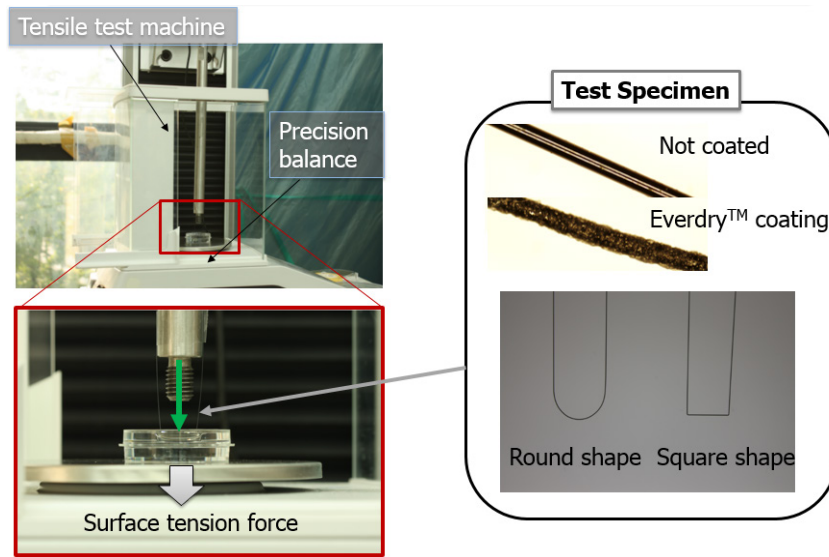 Tensile test machine
Precision
balance
Surface tension force
Test Specimen
Not coated
Everdry™ coating
Round shape
Square shape